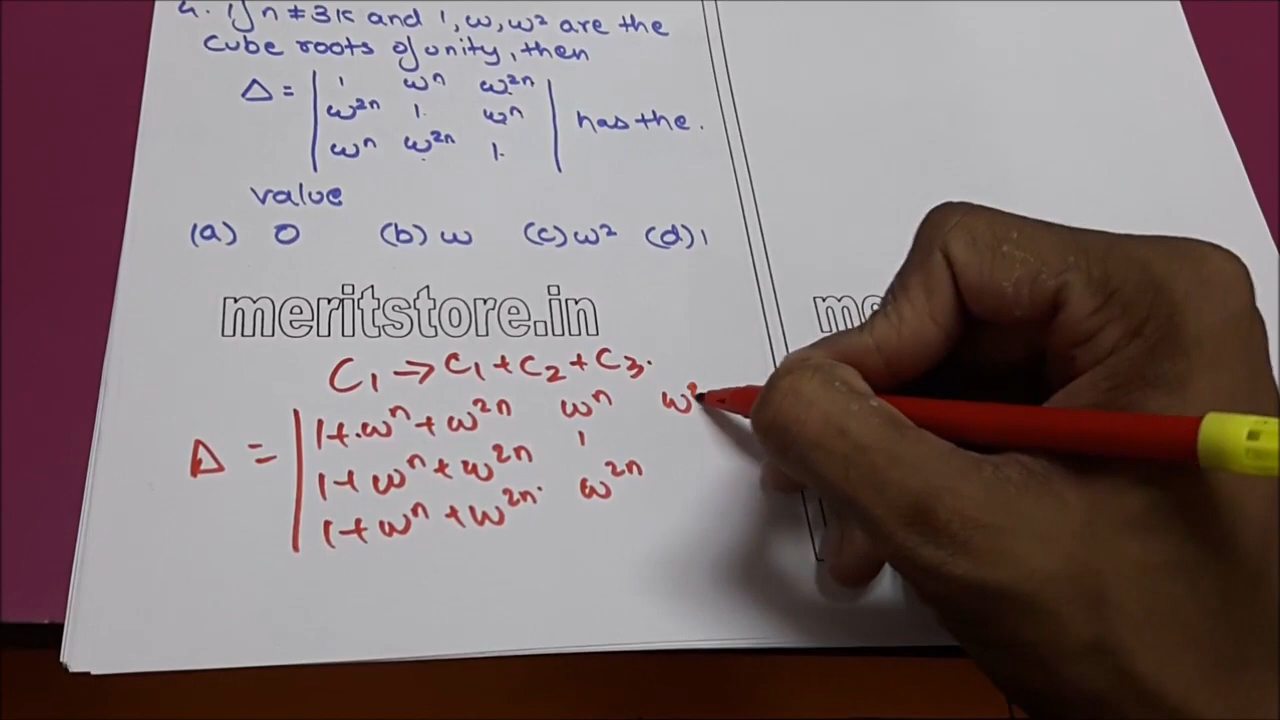 4. If n ≠ 3k and 1, ω, ω² are the
cube roots of unity, then
Δ = | 1 ωⁿ ω²ⁿ |
| ω²ⁿ 1 ωⁿ | has the
| ωⁿ ω²ⁿ 1 |
value
(a) 0 (b) ω (c) ω² (d) 1
meritstore.in
C₁ → C₁ + C₂ + C₃.
Δ = | 1 + ωⁿ + ω²ⁿ ωⁿ ω²
1 + ωⁿ + ω²ⁿ 1
1 + ωⁿ + ω²ⁿ ω²ⁿ